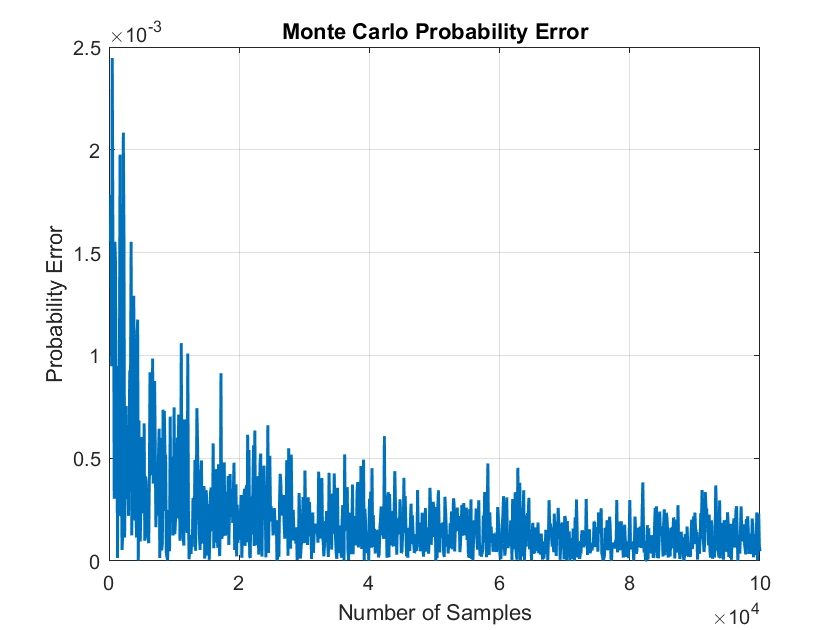 Monte Carlo Probability Error
×10⁻³
2.5
2
1.5
1
0.5
0
Probability Error
0 2 4 6 8 10
Number of Samples
×10⁴